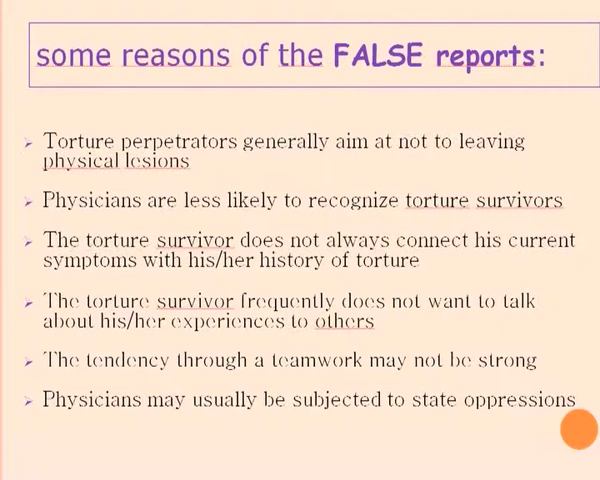 some reasons of the FALSE reports:
Torture perpetrators generally aim at not to leaving
physical lesions
Physicians are less likely to recognize torture survivors
The torture survivor does not always connect his current
symptoms with his/her history of torture
The torture survivor frequently does not want to talk
about his/her experiences to others
The tendency through a teamwork may not be strong
Physicians may usually be subjected to state oppressions